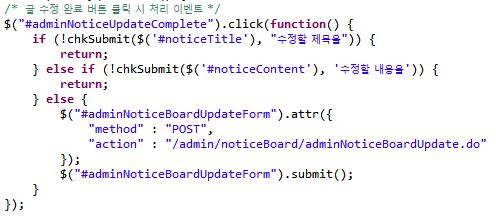 /* 글 수정 완료 버튼 클릭 시 처리 이벤트 */
$("#adminNoticeUpdateComplete").click(function() {
    if (!chkSubmit($('#noticeTitle'), "수정할 제목을")) {
        return;
    } else if (!chkSubmit($('#noticeContent'), '수정할 내용을')) {
        return;
    } else {
        $("#adminNoticeBoardUpdateForm").attr({
            "method" : "POST",
            "action" : "/admin/noticeBoard/adminNoticeBoardUpdate.do"
        });
        $("#adminNoticeBoardUpdateForm").submit();
    }
});